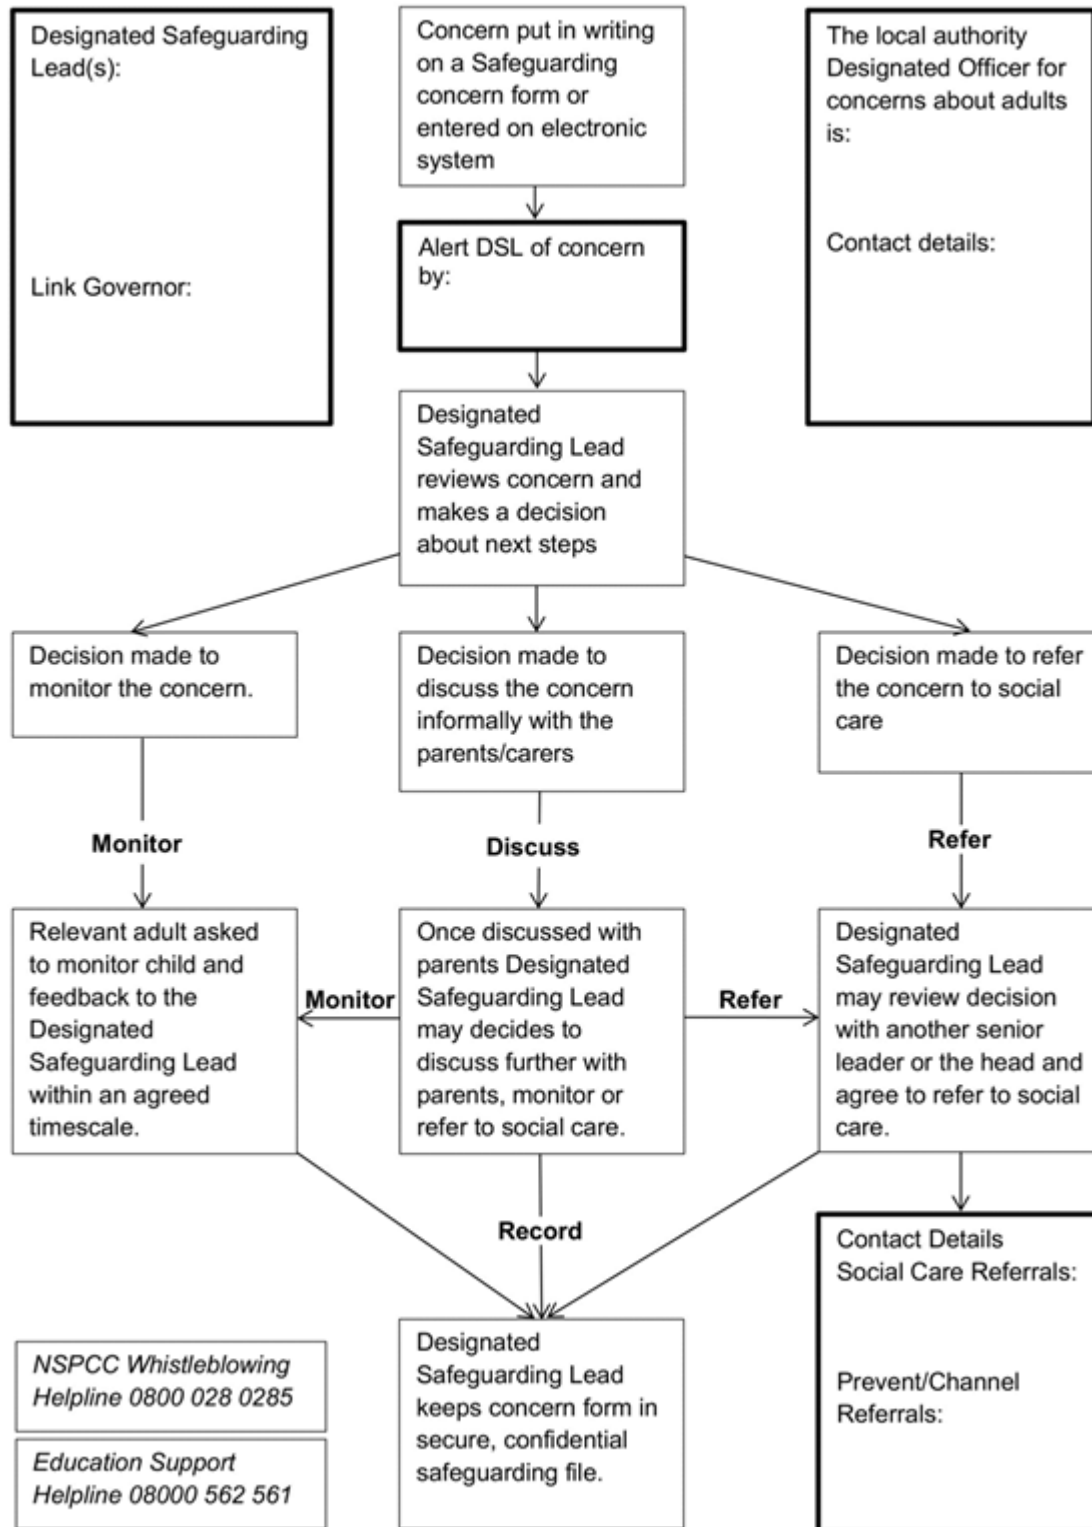 Designated Safeguarding
Lead(s):
Link Governor:
Concern put in writing
on a Safeguarding
concern form or
entered on electronic
system
The local authority
Designated Officer for
concerns about adults
is:
Contact details:
Alert DSL of concern
by:
Designated
Safeguarding Lead
reviews concern and
makes a decision
about next steps
Decision made to
monitor the concern.
Decision made to
discuss the concern
informally with the
parents/carers
Decision made to refer
the concern to social
care
Monitor
Discuss
Refer
Relevant adult asked
to monitor child and
feedback to the
Designated
Safeguarding Lead
within an agreed
timescale.
Monitor
Once discussed with
parents Designated
Safeguarding Lead
may decides to
discuss further with
parents, monitor or
refer to social care.
Refer
Designated
Safeguarding Lead
may review decision
with another senior
leader or the head and
agree to refer to social
care.
Record
Contact Details
Social Care Referrals:
Prevent/Channel
Referrals:
Designated
Safeguarding Lead
keeps concern form in
secure, confidential
safeguarding file.
NSPCC Whistleblowing
Helpline 0800 028 0285
Education Support
Helpline 08000 562 561